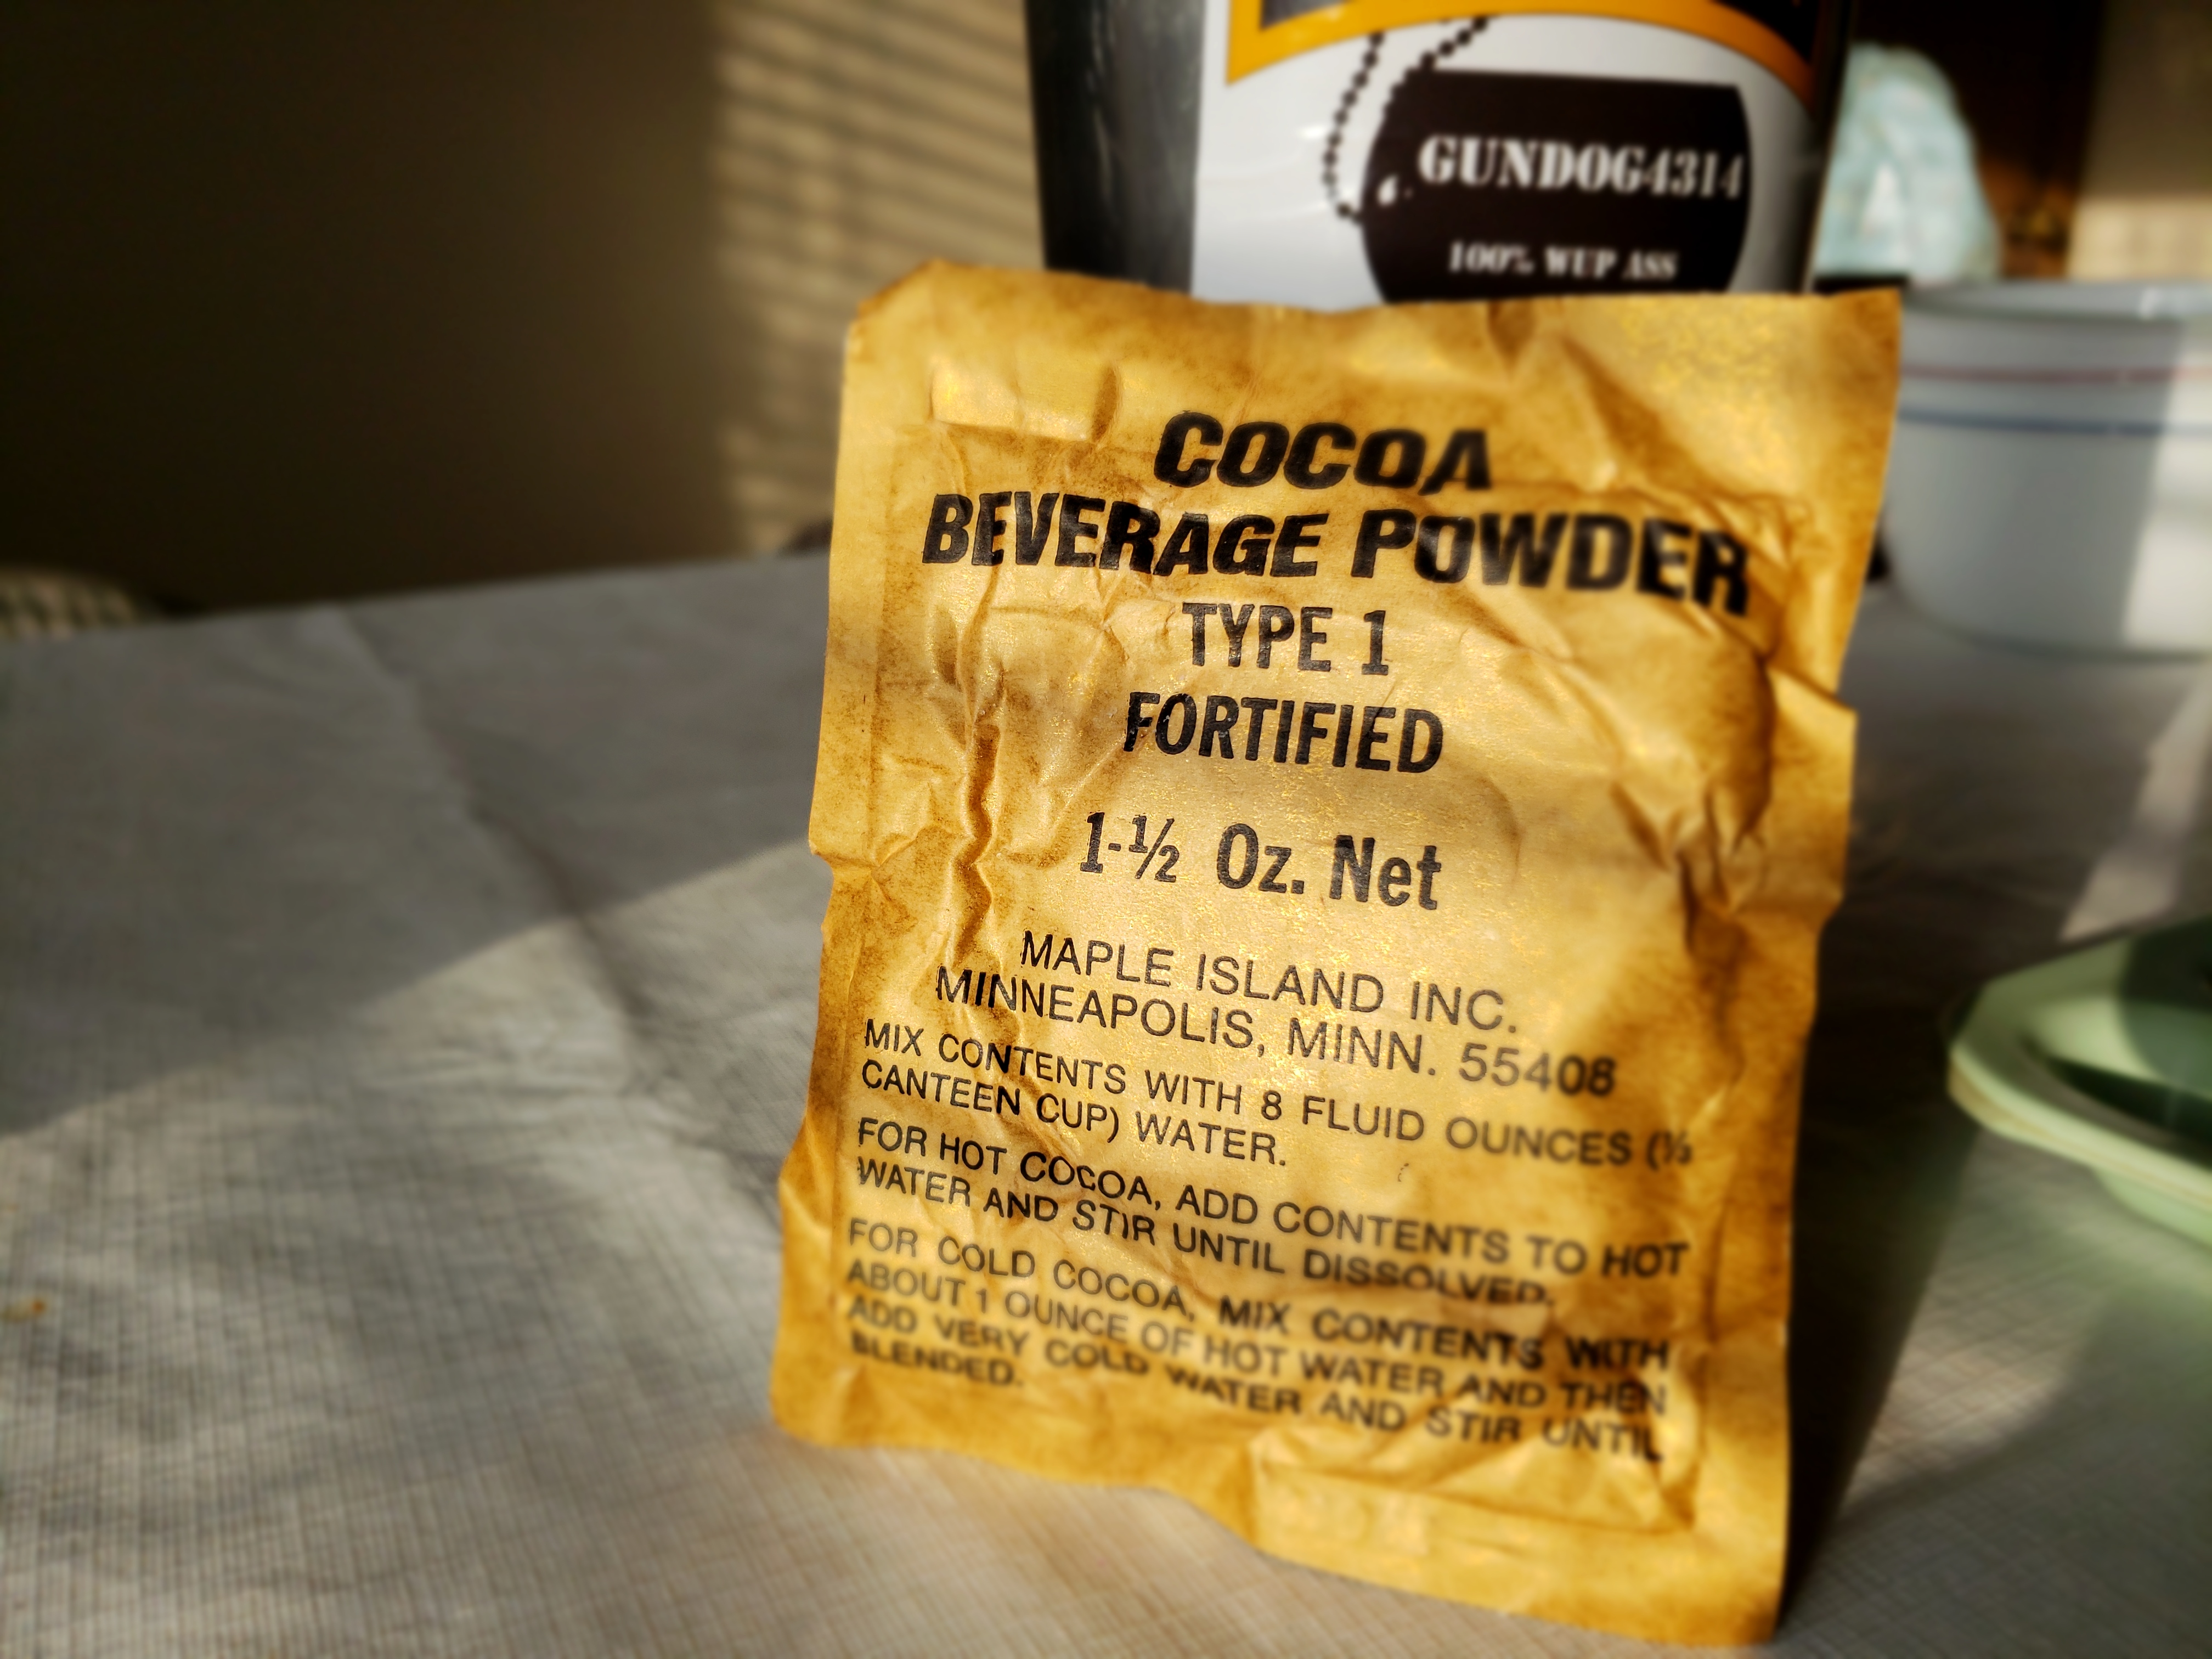 GUNDOG4314
100% WUP ASS
COCOA
BEVERAGE POWDER
TYPE 1
FORTIFIED
1-½ Oz. Net
MAPLE ISLAND INC.
MINNEAPOLIS, MINN. 55408
MIX CONTENTS WITH 8 FLUID OUNCES (⅓
CANTEEN CUP) WATER.
FOR HOT COCOA, ADD CONTENTS TO HOT
WATER AND STIR UNTIL DISSOLVED.
FOR COLD COCOA, MIX CONTENTS WITH
ABOUT 1 OUNCE OF HOT WATER AND THEN
ADD VERY COLD WATER AND STIR UNTIL
BLENDED.